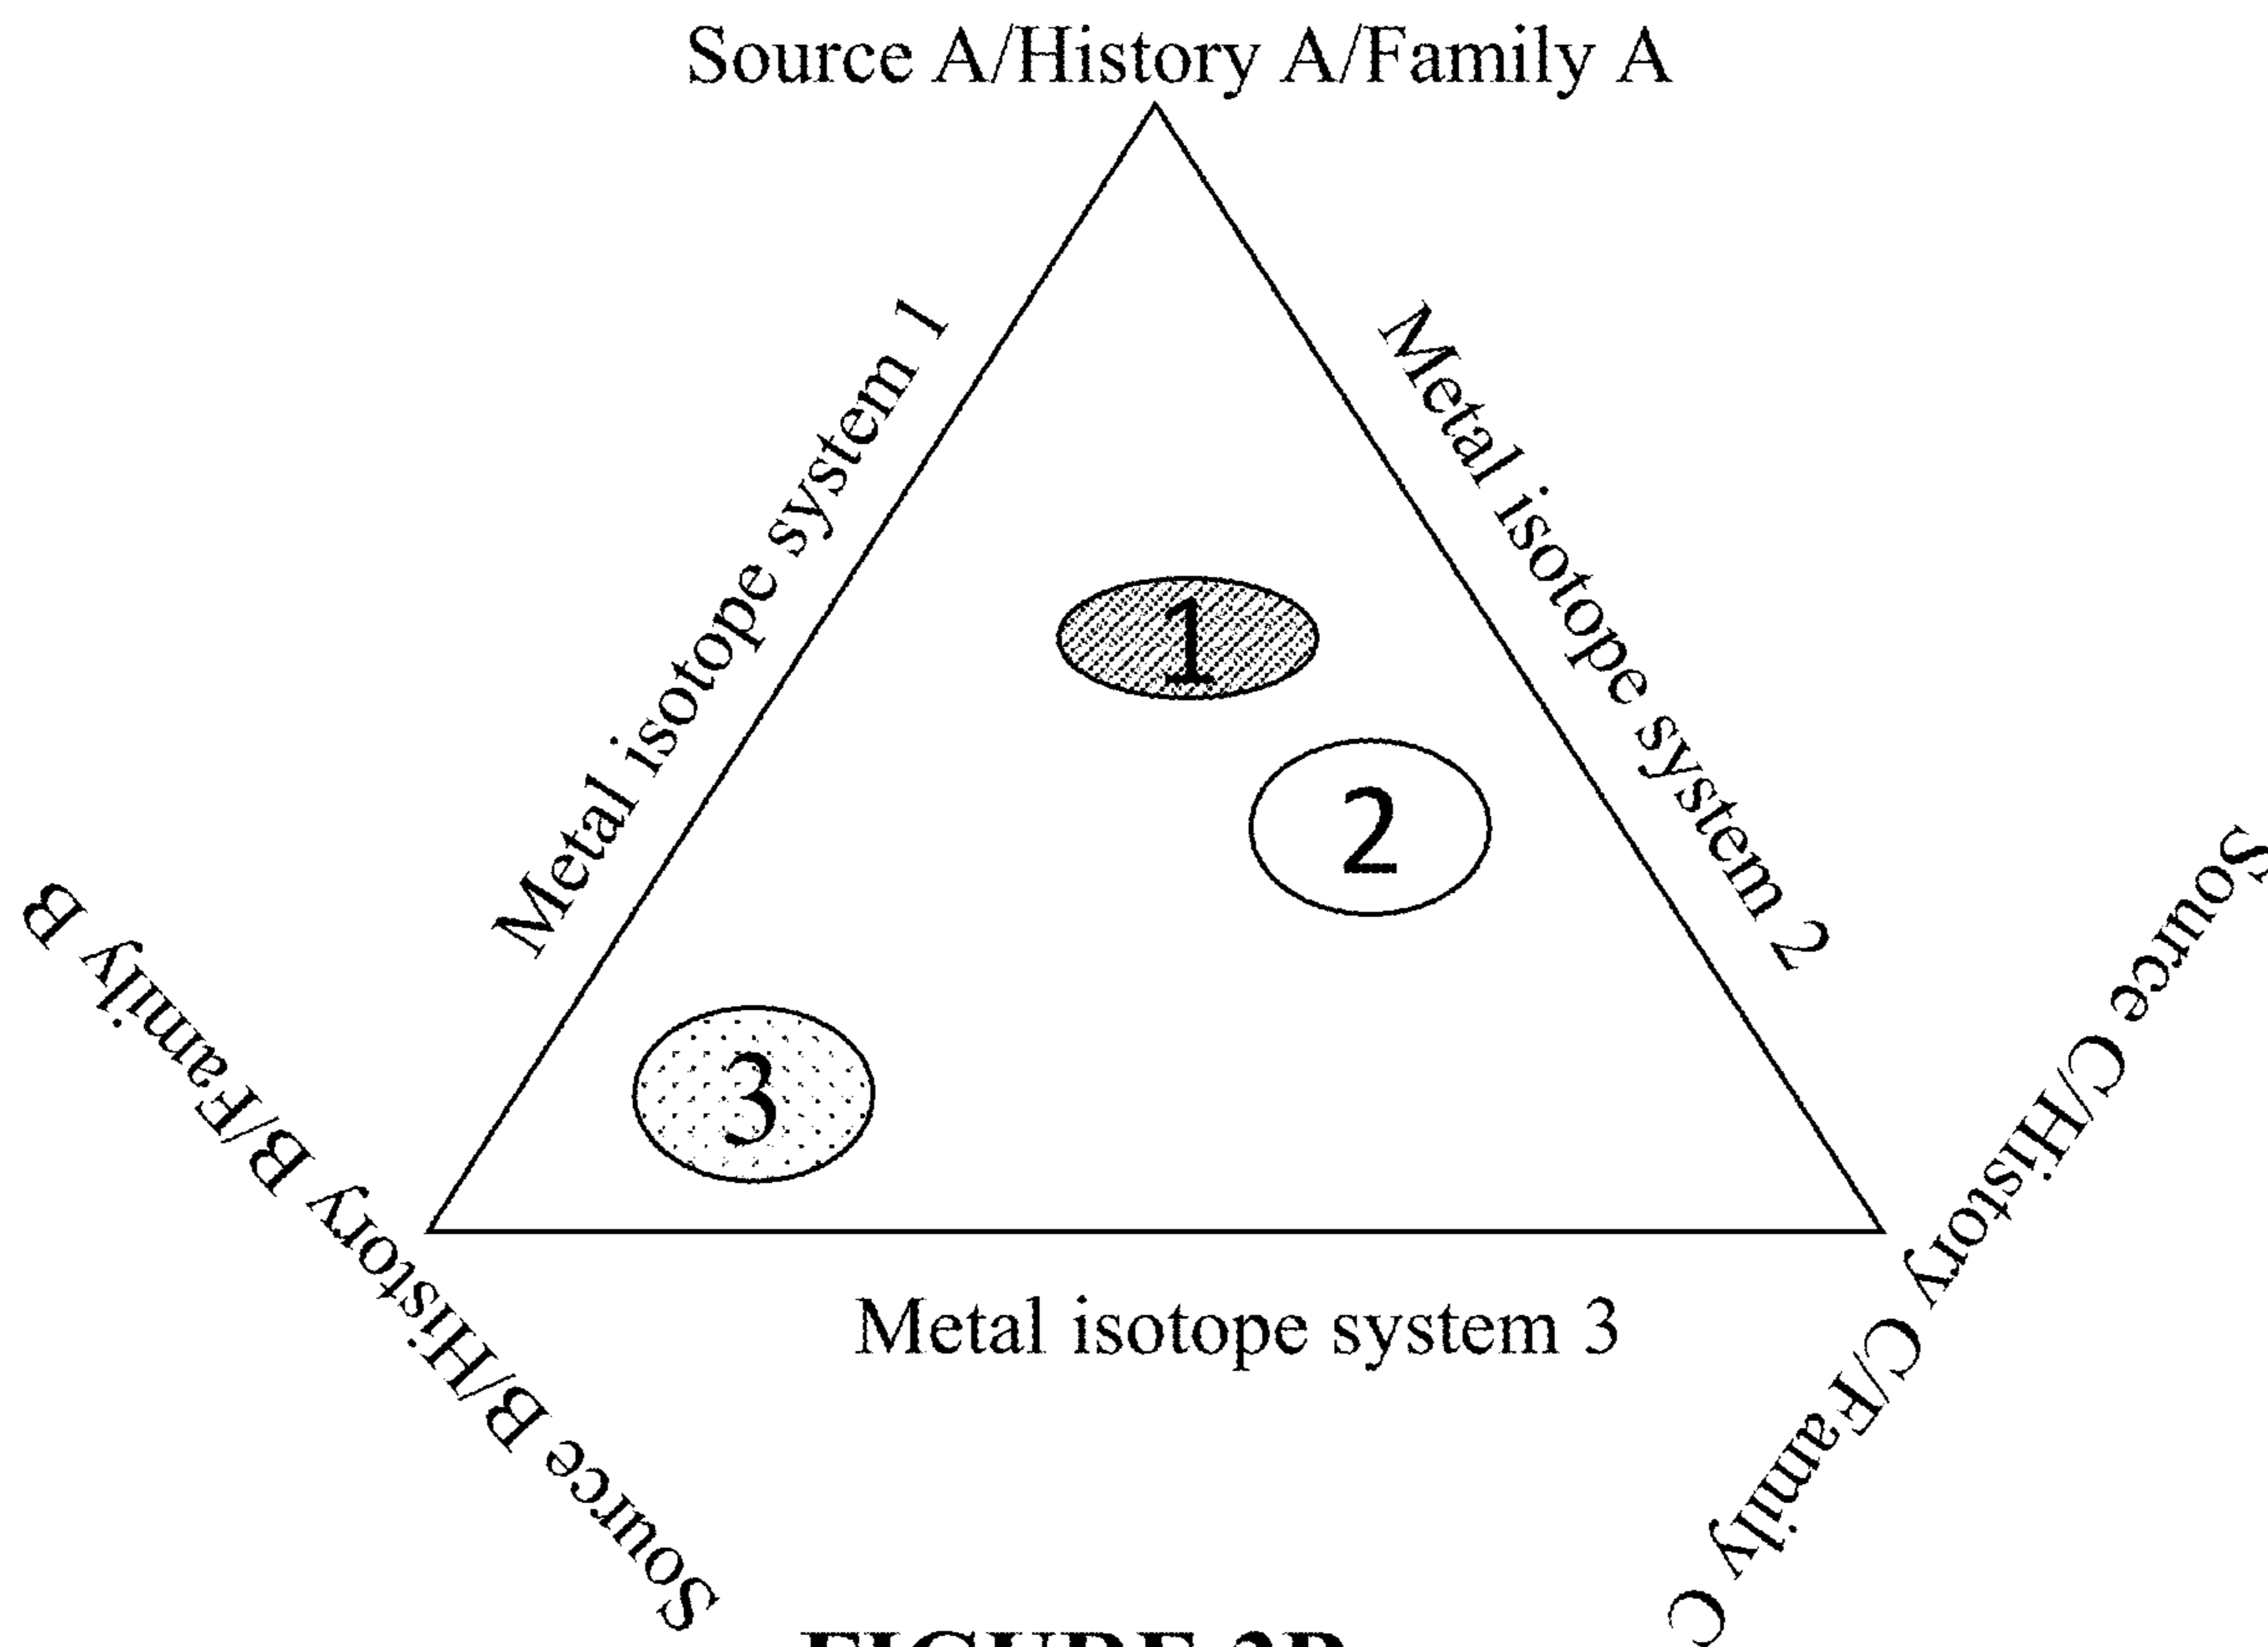 Source A/History A/Family A
Metal isotope system 1
Metal isotope system 2
1
2
3
Source B/History B/Family B
Source C/History C/Family C
Metal isotope system 3